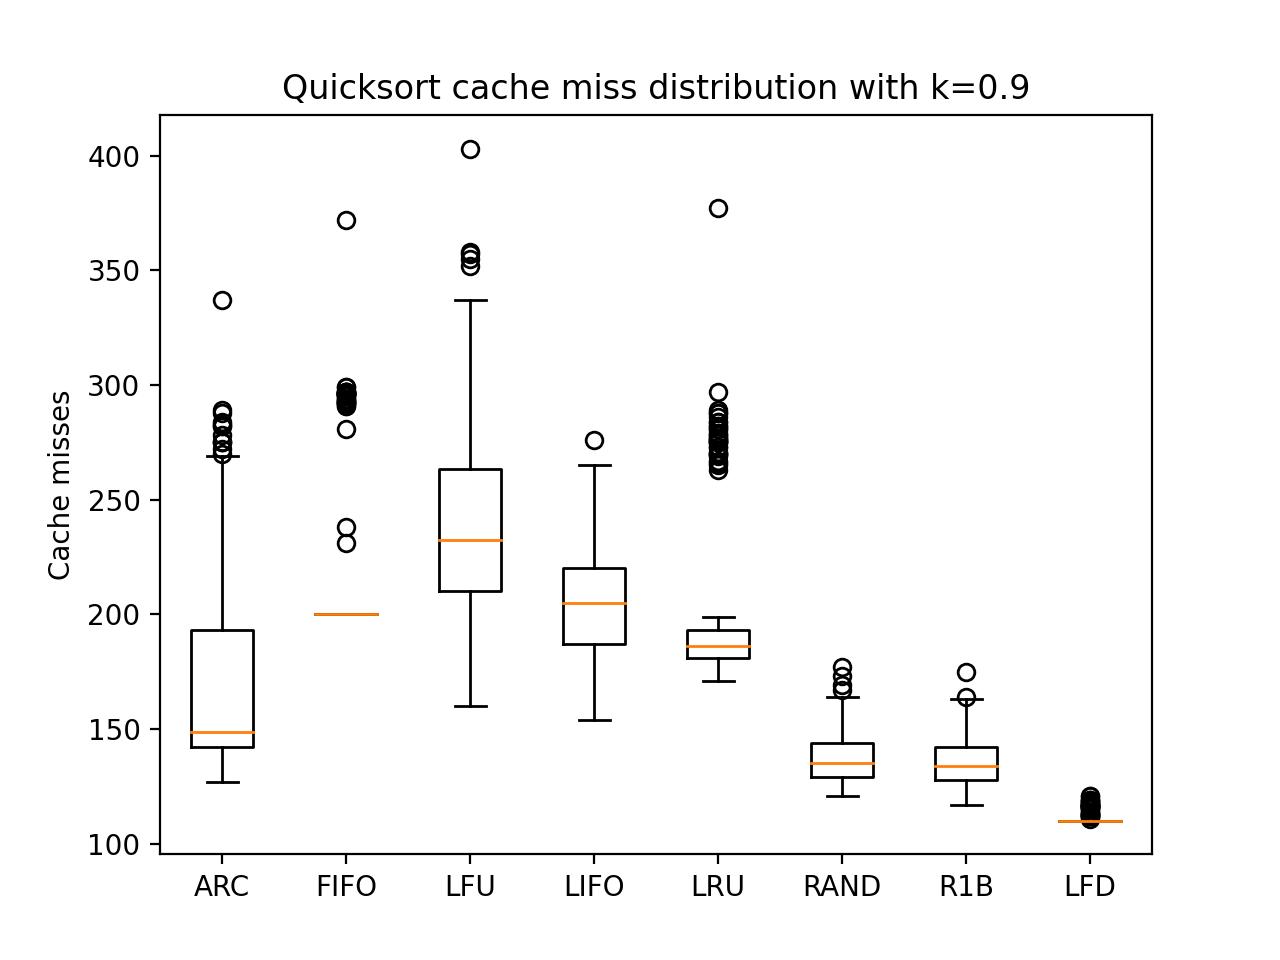 Quicksort cache miss distribution with k=0.9
Cache misses
400
350
300
250
200
150
100
ARC FIFO LFU LIFO LRU RAND R1B LFD